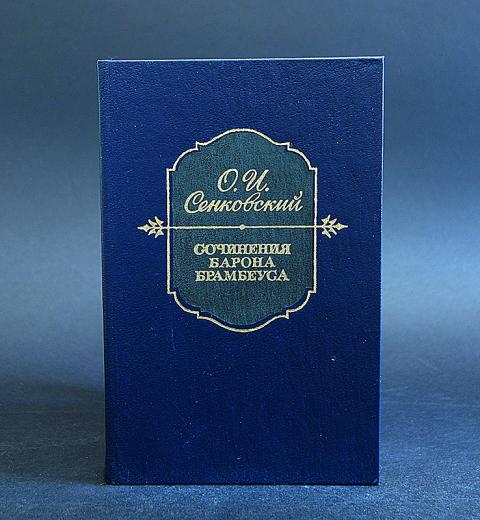 О. И.
Сенковский
СОЧИНЕНИЯ
БАРОНА
БРАМБЕУСА